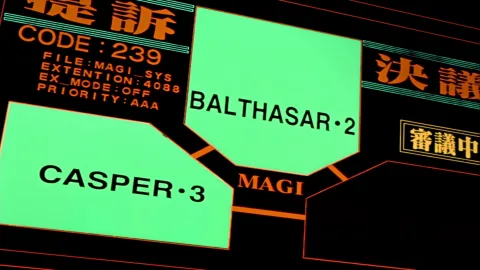 提訴
決議
CODE : 239
FILE:MAGI_SYS
EXTENTION:4088
EX_MODE:OFF
PRIORITY:AAA
BALTHASAR・2
審議中
CASPER・3
MAGI